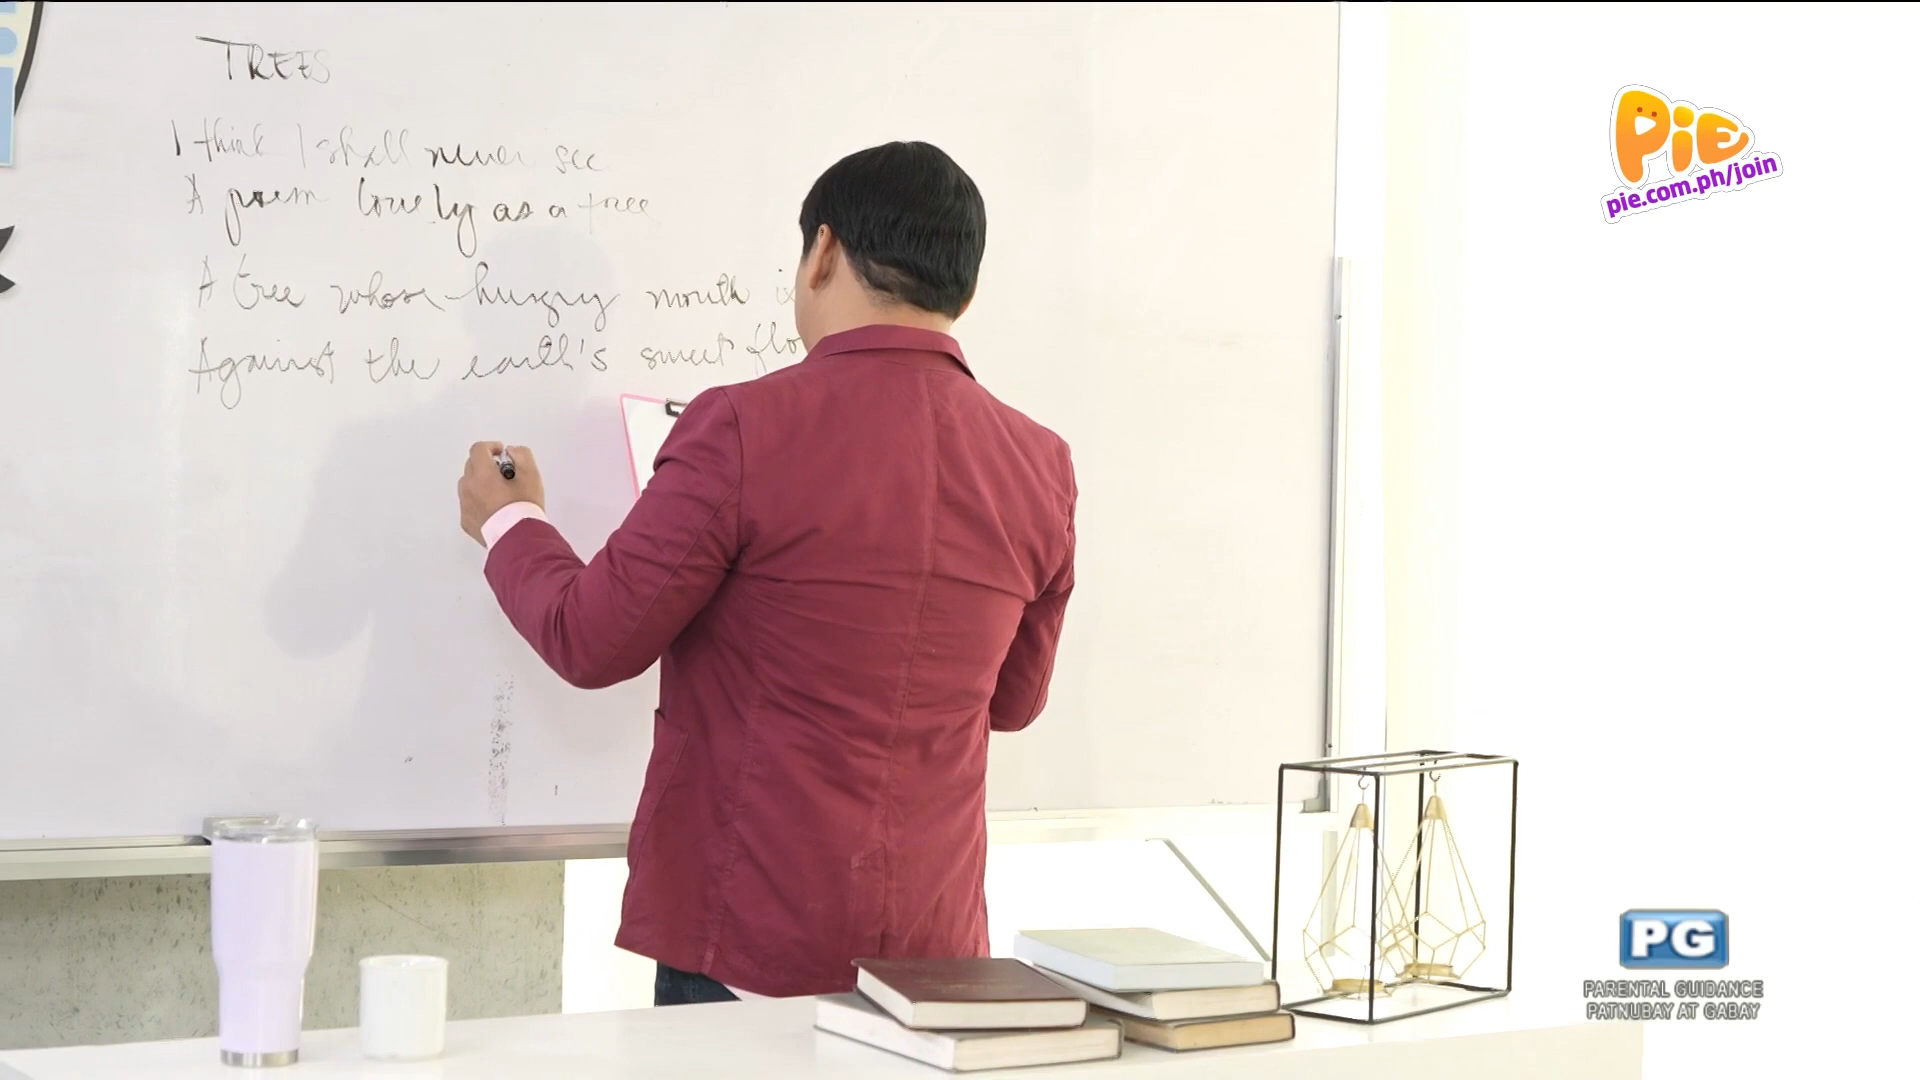 TREES
I think I shall never see
A poem lovely as a tree
A tree whose hungry mouth
Against the earth's sweet flo
PiE
pie.com.ph/join
PG
PARENTAL GUIDANCE
PATNUBAY AT GABAY